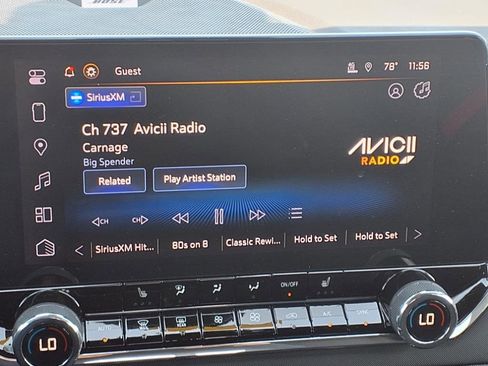 BOSE
Guest
78° 11:56
SiriusXM
Ch 737 Avicii Radio
Carnage
Big Spender
AVICII
RADIO
Related Play Artist Station
CH CH
< SiriusXM Hit... 80s on 8 Classic Rewi... Hold to Set Hold to Set >
ON/OFF
AUTO A/C SYNC
LO LO